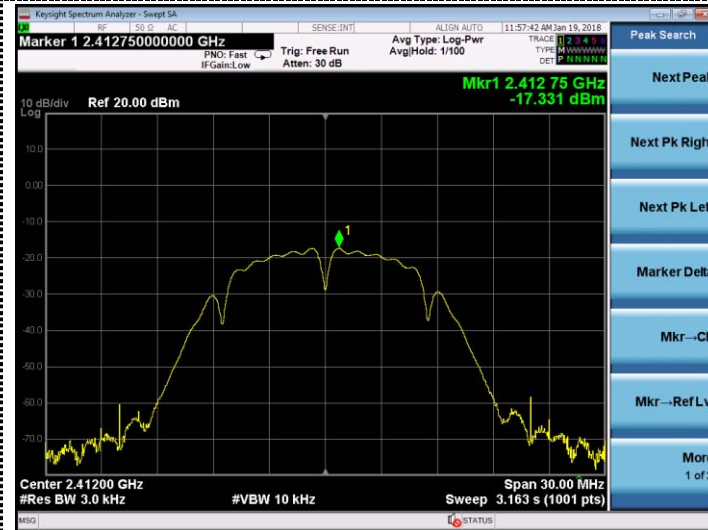 Keysight Spectrum Analyzer - Swept SA
RF 50 Ω AC SENSE:INT ALIGN AUTO 11:57:42 AM Jan 19, 2018
Marker 1 2.412750000000 GHz
PNO: Fast
IFGain:Low
Trig: Free Run
Atten: 30 dB
Avg Type: Log-Pwr
Avg|Hold: 1/100
TRACE 1 2 3 4 5 6
TYPE M WWWWW
DET P N N N N N
Peak Search
Mkr1 2.412 75 GHz
-17.331 dBm
10 dB/div Ref 20.00 dBm
Log
10.0
0.00
-10.0
-20.0
-30.0
-40.0
-50.0
-60.0
-70.0
1
Center 2.41200 GHz
Span 30.00 MHz
#Res BW 3.0 kHz
#VBW 10 kHz
Sweep 3.163 s (1001 pts)
MSG
STATUS
Next Peak
Next Pk Right
Next Pk Left
Marker Delta
Mkr→CF
Mkr→Ref Lvl
More
1 of 2